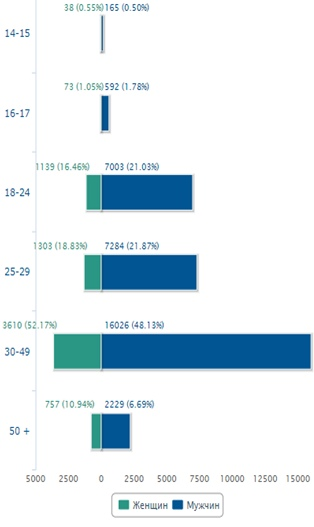 38 (0.55%) 165 (0.50%)
14-15
73 (1.05%) 592 (1.78%)
16-17
1139 (16.46%) 7003 (21.03%)
18-24
1303 (18.83%) 7284 (21.87%)
25-29
3610 (52.17%) 16026 (48.13%)
30-49
757 (10.94%) 2229 (6.69%)
50 +
5000 2500 0 2500 5000 7500 10000 12500 15000
Женщин Мужчин